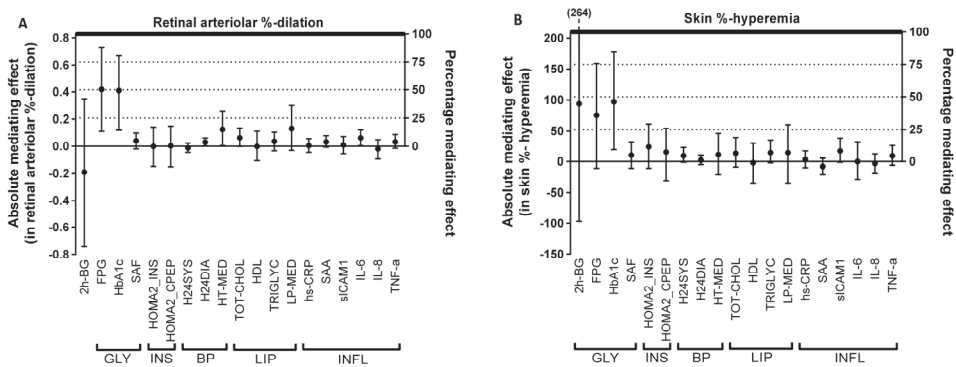 A
Retinal arteriolar %-dilation
Absolute mediating effect
(in retinal arteriolar %-dilation)
0.8
0.6
0.4
0.2
0.0
-0.2
-0.4
-0.6
-0.8
100
75
50
25
0
Percentage mediating effect
2h-BG
FPG
HbA1c
SAF
HOMA2_INS
HOMA2_CPEP
H24SYS
H24DIA
HT-MED
TOT-CHOL
HDL
TRIGLYC
LP-MED
hs-CRP
SAA
sICAM1
IL-6
IL-8
TNF-a
GLY
INS
BP
LIP
INFL
B
(264)
Skin %-hyperemia
Absolute mediating effect
(in skin %- hyperemia)
200
150
100
50
0
-50
-100
-150
100
75
50
25
0
Percentage mediating effect
2h-BG
FPG
HbA1c
SAF
HOMA2_INS
HOMA2_CPEP
H24SYS
H24DIA
HT-MED
TOT-CHOL
HDL
TRIGLYC
LP-MED
hs-CRP
SAA
sICAM1
IL-6
IL-8
TNF-a
GLY
INS
BP
LIP
INFL